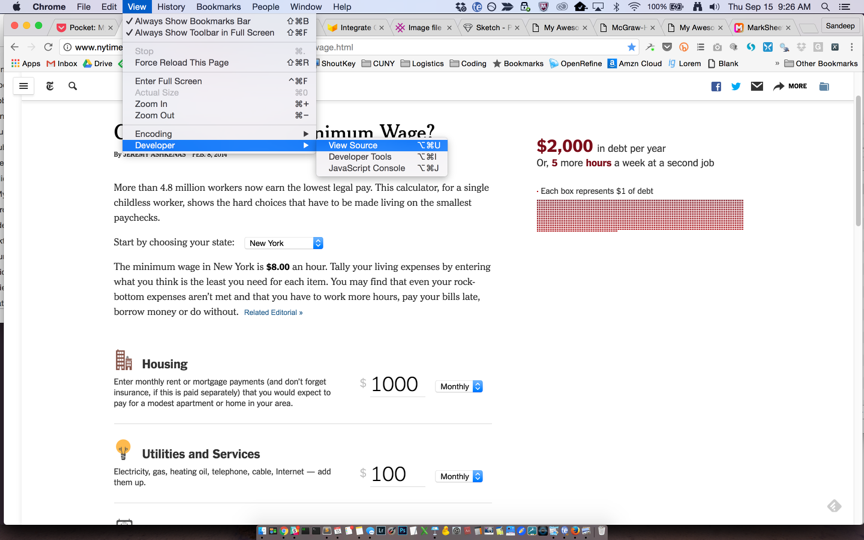 Chrome File Edit View History Bookmarks People Window Help 100% Thu Sep 15 9:26 AM
Pocket: M Integrate Sketch - F My Aweso McGraw- My Aweso MarkShee Sandeep
www.nytime wage.html
Apps Inbox Drive ShoutKey CUNY Logistics Coding Bookmarks OpenRefine Amzn Cloud Lorem Blank » Other Bookmarks
Always Show Bookmarks Bar ⇧⌘B
Always Show Toolbar in Full Screen ⇧⌘F
Stop ⌘.
Force Reload This Page ⇧⌘R
Enter Full Screen ^⌘F
Actual Size ⌘0
Zoom In ⌘+
Zoom Out ⌘−
Encoding
Developer
View Source ⌥⌘U
Developer Tools ⌥⌘I
JavaScript Console ⌥⌘J
MORE
nimum Wage?
By JEREMY ASHKENAS FEB. 8, 2014
More than 4.8 million workers now earn the lowest legal pay. This calculator, for a single
childless worker, shows the hard choices that have to be made living on the smallest
paychecks.
Start by choosing your state: New York
The minimum wage in New York is $8.00 an hour. Tally your living expenses by entering
what you think is the least you need for each item. You may find that even your rock-
bottom expenses aren't met and that you have to work more hours, pay your bills late,
borrow money or do without. Related Editorial »
$2,000 in debt per year
Or, 5 more hours a week at a second job
Each box represents $1 of debt
Housing
Enter monthly rent or mortgage payments (and don't forget
insurance, if this is paid separately) that you would expect to
pay for a modest apartment or home in your area.
$ 1000 Monthly
Utilities and Services
Electricity, gas, heating oil, telephone, cable, Internet — add
them up.
$ 100 Monthly